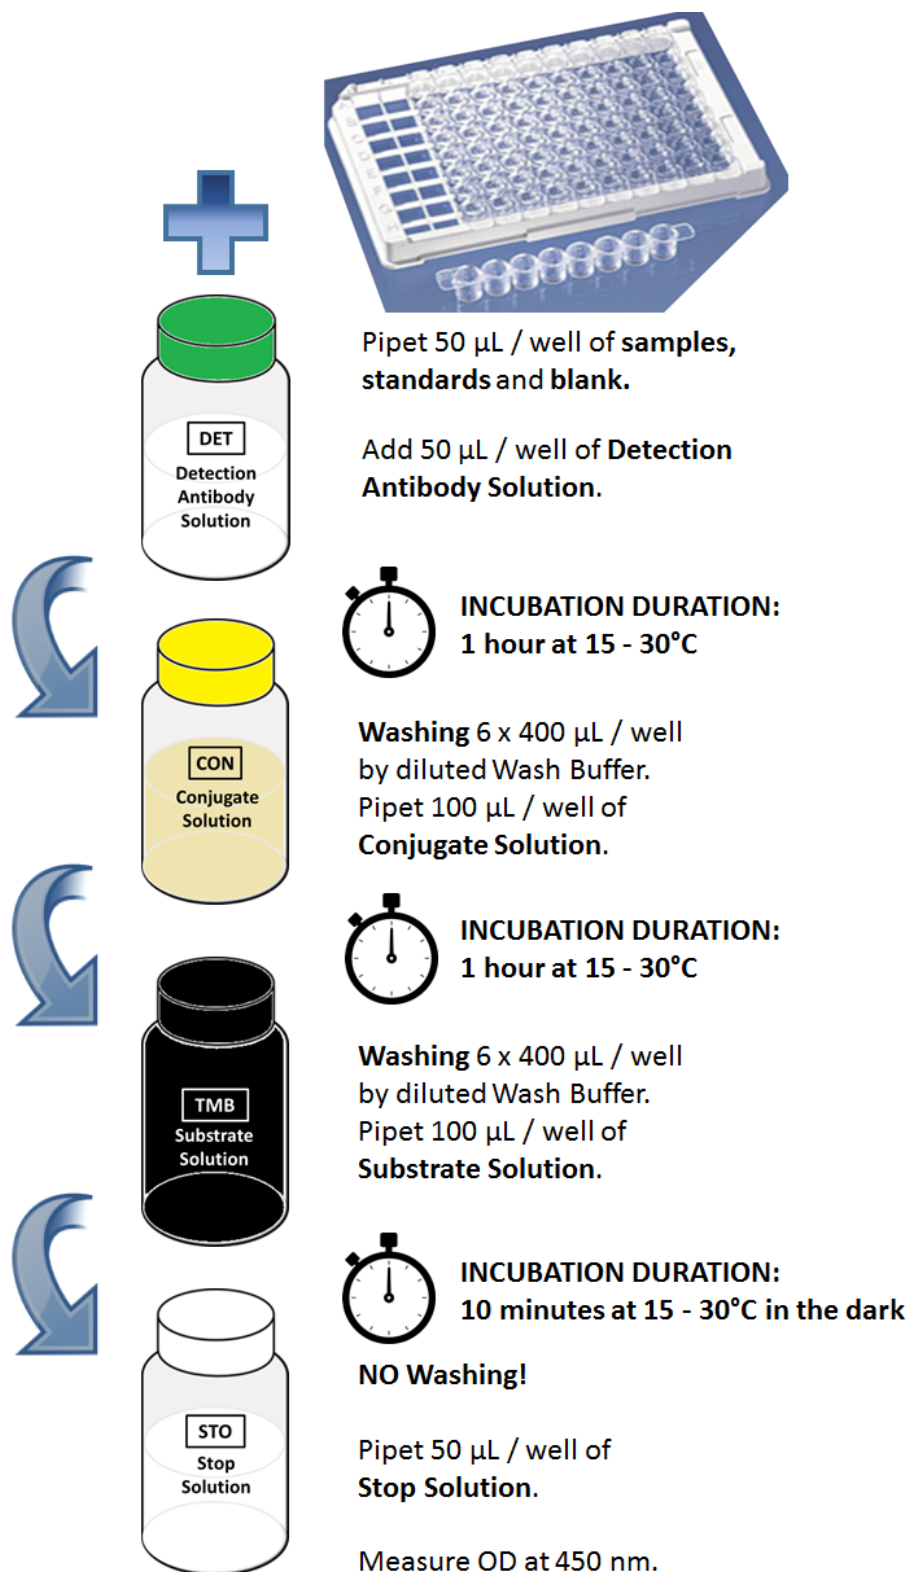 Pipet 50 µL / well of samples,
standards and blank.
DET
Detection
Antibody
Solution
Add 50 µL / well of Detection
Antibody Solution.
INCUBATION DURATION:
1 hour at 15 - 30°C
CON
Conjugate
Solution
Washing 6 x 400 µL / well
by diluted Wash Buffer.
Pipet 100 µL / well of
Conjugate Solution.
INCUBATION DURATION:
1 hour at 15 - 30°C
TMB
Substrate
Solution
Washing 6 x 400 µL / well
by diluted Wash Buffer.
Pipet 100 µL / well of
Substrate Solution.
INCUBATION DURATION:
10 minutes at 15 - 30°C in the dark
NO Washing!
STO
Stop
Solution
Pipet 50 µL / well of
Stop Solution.
Measure OD at 450 nm.